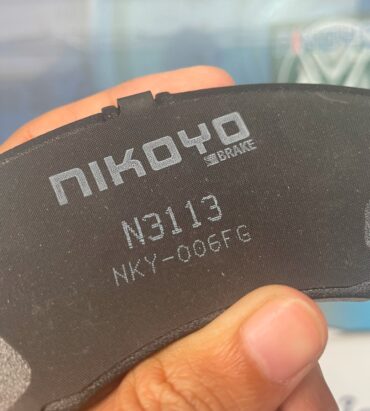 NIKOYO
BRAKE
N3113
NKY-006FG